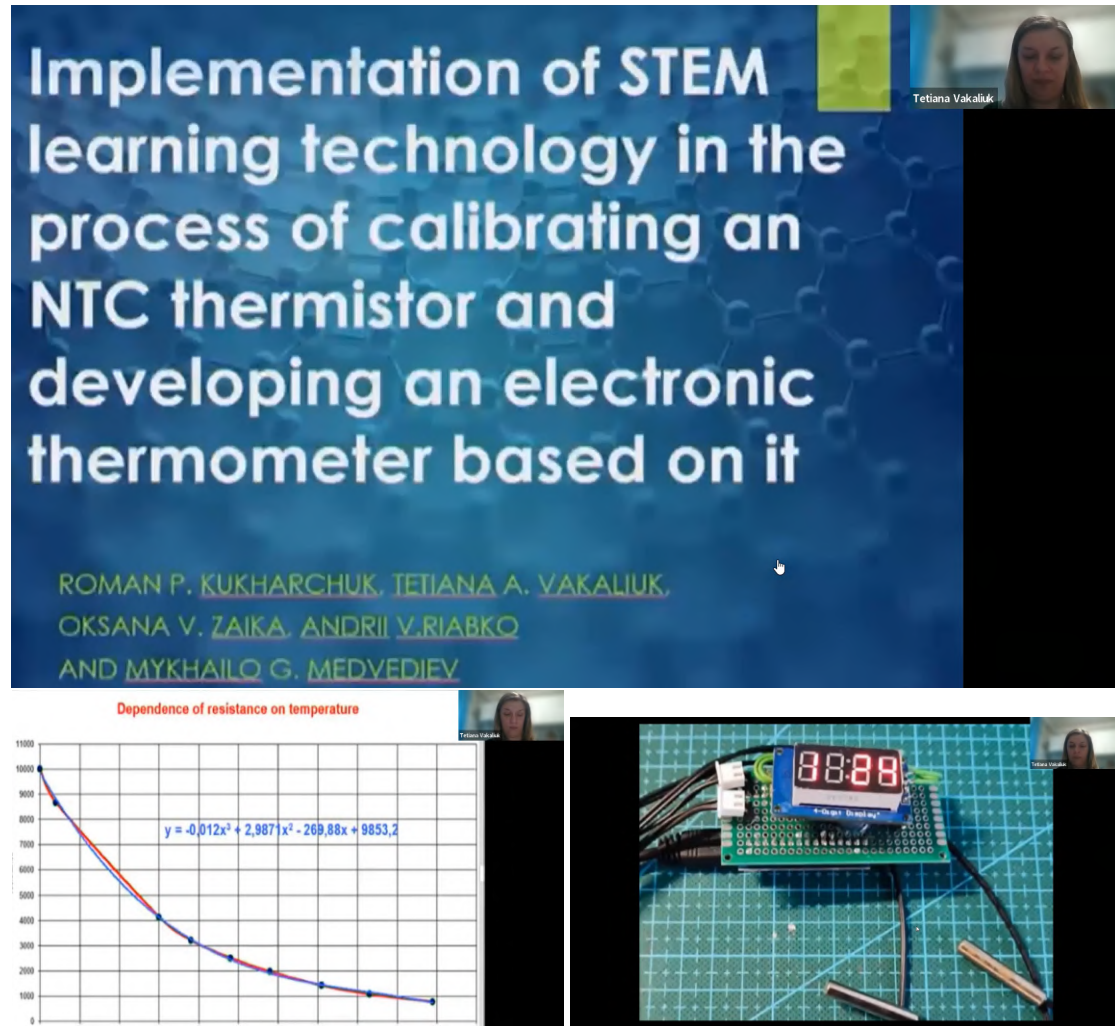 Implementation of STEM
learning technology in the
process of calibrating an
NTC thermistor and
developing an electronic
thermometer based on it
ROMAN P. KUKHARCHUK, TETIANA A. VAKALIUK,
OKSANA V. ZAIKA, ANDRII V.RIABKO
AND MYKHAILO G. MEDVEDIEV
Tetiana Vakaliuk
Dependence of resistance on temperature
Tetiana Vakaliuk
11000
10000
9000
8000
7000
6000
5000
4000
3000
2000
1000
0
y = -0,012x³ + 2,9871x² - 269,88x + 9853,2
Tetiana Vakaliuk
4-Digit Display